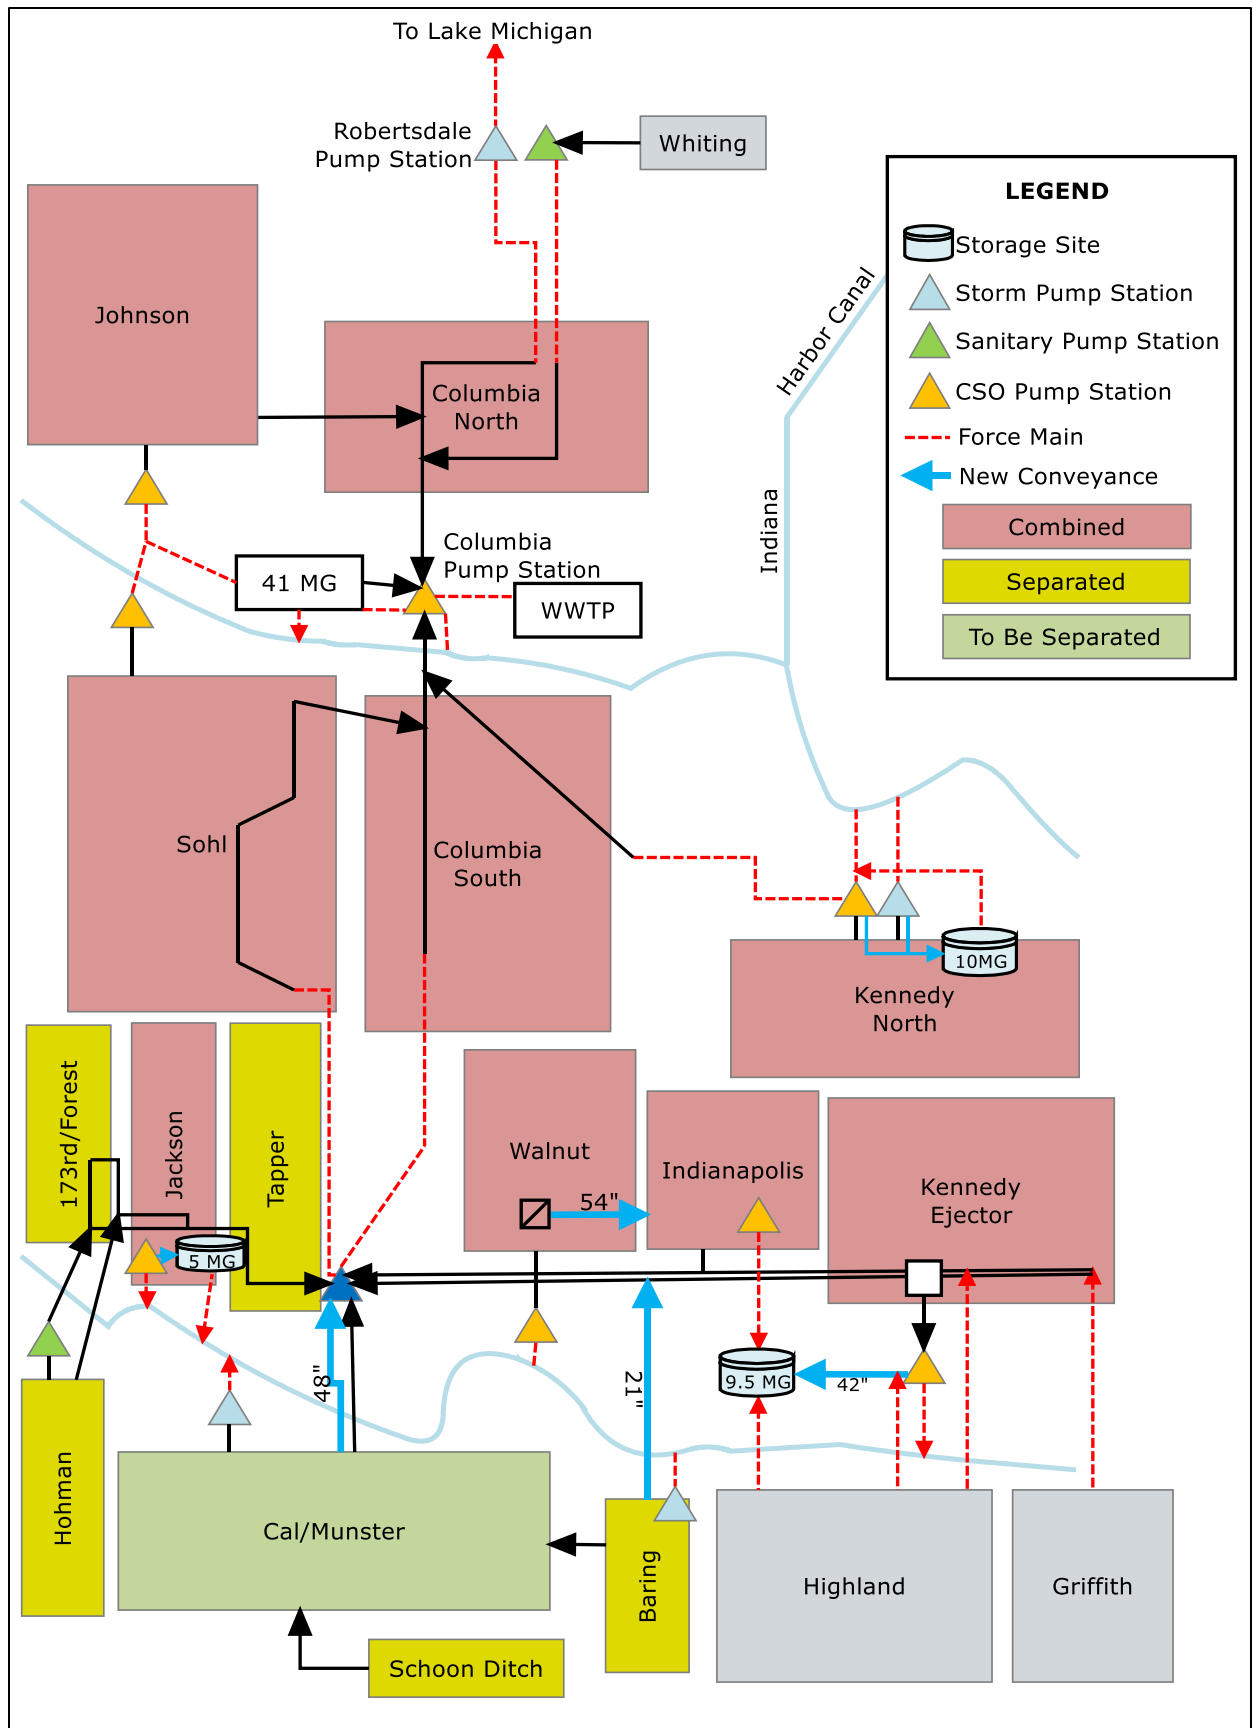 To Lake Michigan
Robertsdale
Pump Station
Whiting
LEGEND
Storage Site
Storm Pump Station
Sanitary Pump Station
CSO Pump Station
Force Main
New Conveyance
Combined
Separated
To Be Separated
Johnson
Columbia
North
Harbor Canal
Indiana
Columbia
Pump Station
41 MG
WWTP
Sohl
Columbia
South
10MG
Kennedy
North
173rd/Forest
Jackson
Tapper
Walnut
54"
Indianapolis
Kennedy
Ejector
5 MG
48"
21"
9.5 MG
42"
Hohman
Cal/Munster
Baring
Highland
Griffith
Schoon Ditch